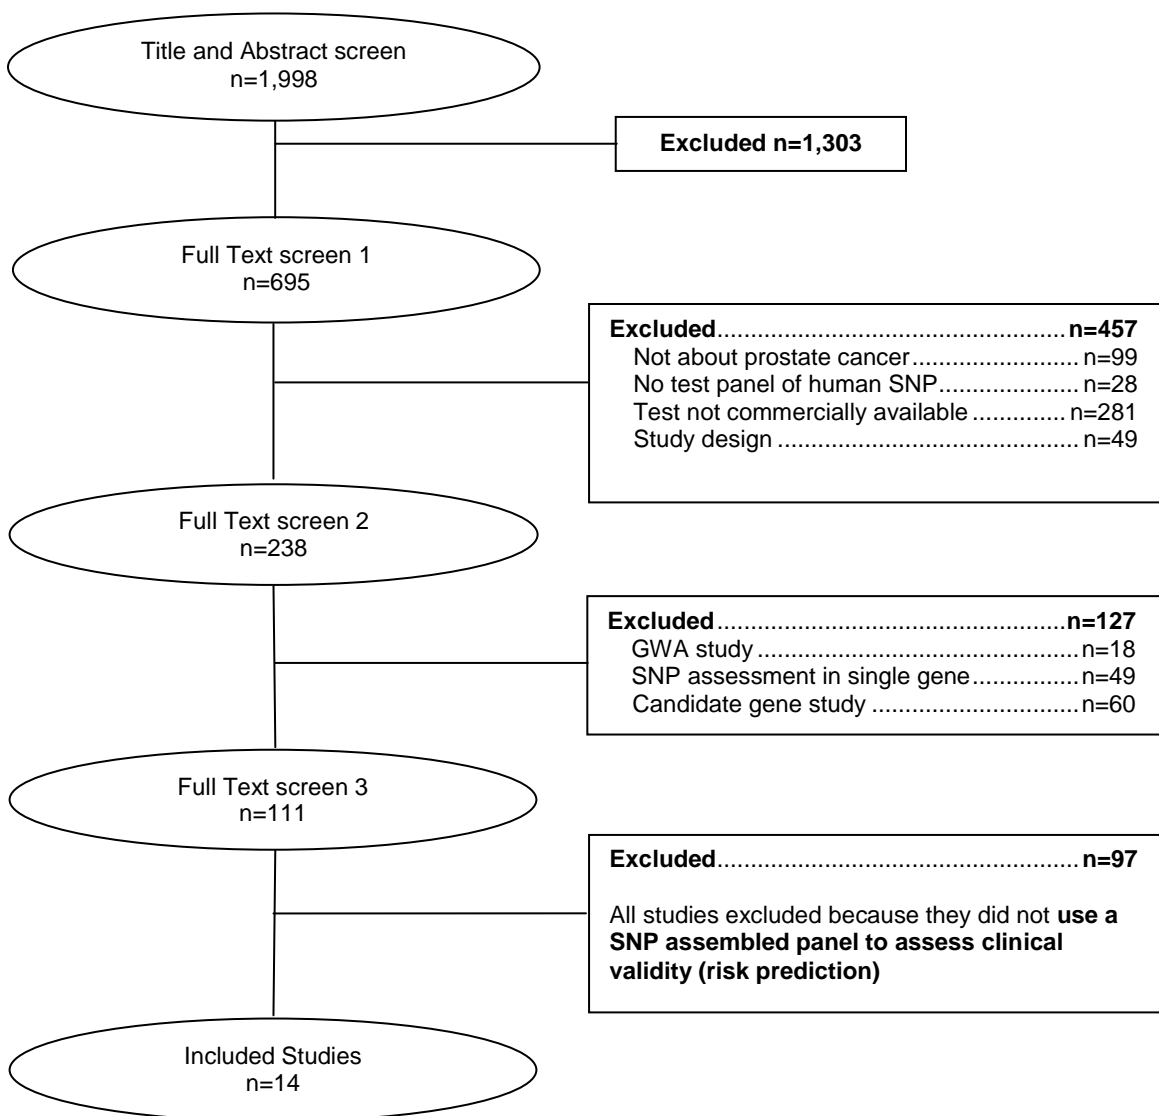 Title and Abstract screen
n=1,998
Excluded n=1,303
Full Text screen 1
n=695
Excluded....................................................n=457
Not about prostate cancer.........................n=99
No test panel of human SNP.....................n=28
Test not commercially available ..............n=281
Study design .............................................n=49
Full Text screen 2
n=238
Excluded....................................................n=127
GWA study ................................................n=18
SNP assessment in single gene................n=49
Candidate gene study ...............................n=60
Full Text screen 3
n=111
Excluded......................................................n=97
All studies excluded because they did not use a
SNP assembled panel to assess clinical
validity (risk prediction)
Included Studies
n=14